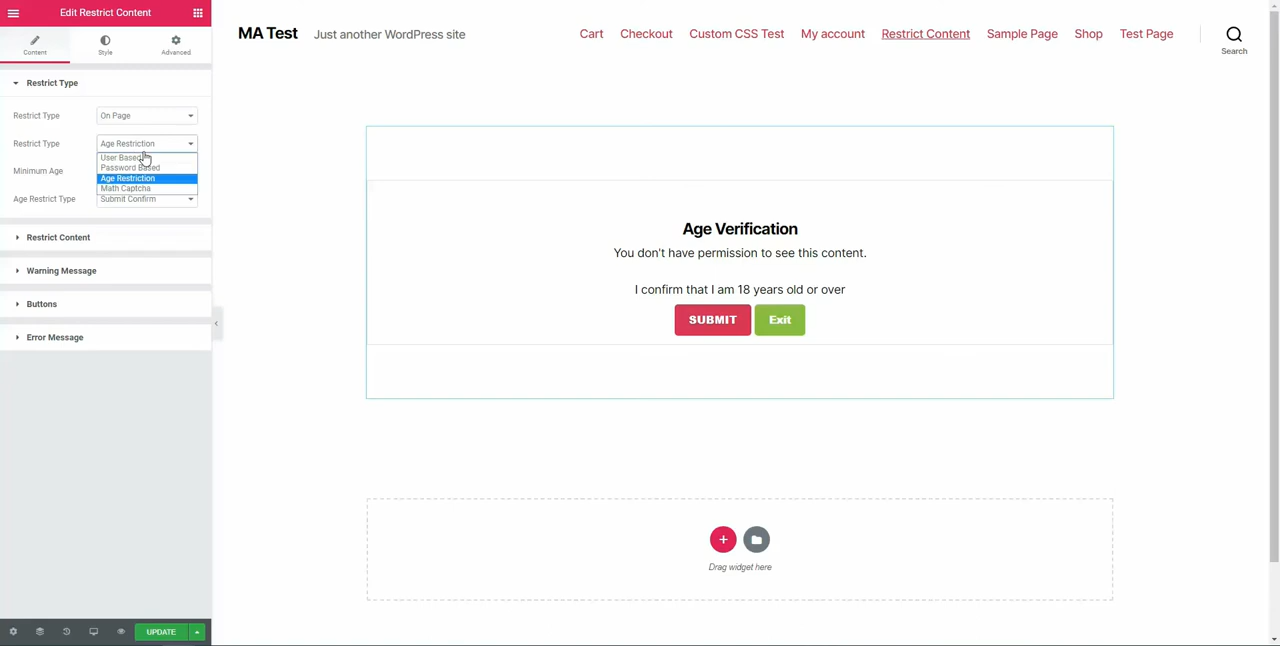 Edit Restrict Content
Content
Style
Advanced
Restrict Type
Restrict Type
On Page
Restrict Type
Age Restriction
User Based
Password Based
Age Restriction
Math Captcha
Minimum Age
Age Restrict Type
Submit Confirm
Restrict Content
Warning Message
Buttons
Error Message
UPDATE
MA Test
Just another WordPress site
Cart
Checkout
Custom CSS Test
My account
Restrict Content
Sample Page
Shop
Test Page
Search
Age Verification
You don't have permission to see this content.
I confirm that I am 18 years old or over
SUBMIT
Exit
Drag widget here